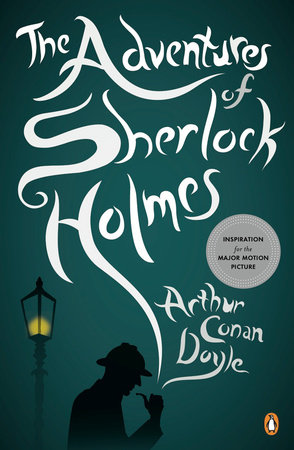 The Adventures
of
Sherlock
Holmes
INSPIRATION
for the
MAJOR MOTION
PICTURE
Arthur
Conan
Doyle